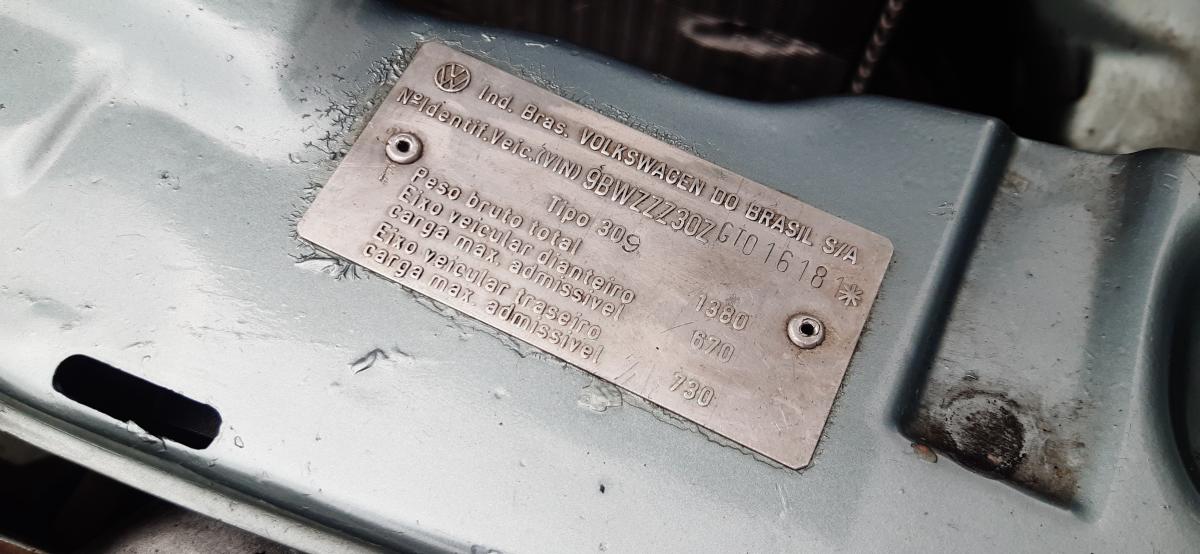 Ind. Bras. VOLKSWAGEN DO BRASIL S/A
NºIdentif.Veic.(VIN) 9BWZZZ30ZGT016181*
Tipo 309
Peso bruto total 1380
Eixo veicular dianteiro
carga max. admissivel 670
Eixo veicular traseiro
carga max. admissivel 730